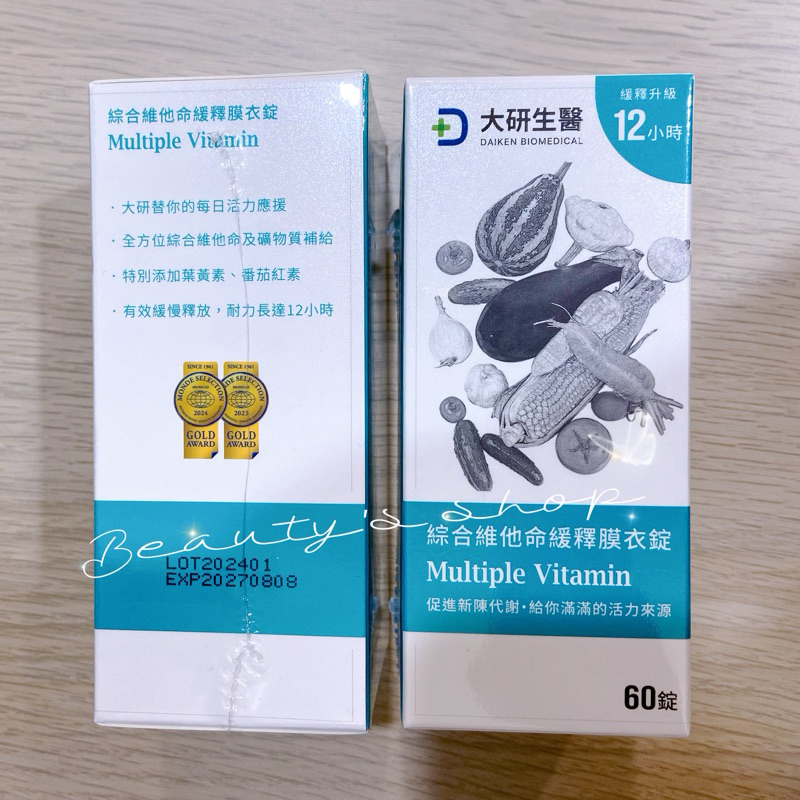 綜合維他命緩釋膜衣錠
Multiple Vitamin
· 大研替你的每日活力應援
· 全方位綜合維他命及礦物質補給
· 特別添加葉黃素、番茄紅素
· 有效緩慢釋放，耐力長達12小時
SINCE 1961
SINCE 1961
MONDE SELECTION
DE SELECTION
2024
2023
GOLD
AWARD
GOLD
AWARD
LOT202401
EXP20270808
大研生醫
DAIKEN BIOMEDICAL
緩釋升級
12小時
綜合維他命緩釋膜衣錠
Multiple Vitamin
促進新陳代謝•給你滿滿的活力來源
60錠
Beauty's shop